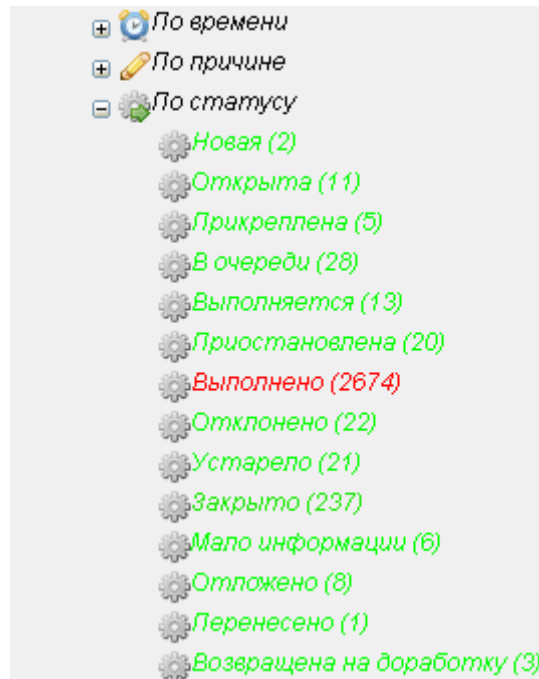 По времени
По причине
По статусу
Новая (2)
Открыта (11)
Прикреплена (5)
В очереди (28)
Выполняется (13)
Приостановлена (20)
Выполнено (2674)
Отклонено (22)
Устарело (21)
Закрыто (237)
Мало информации (6)
Отложено (8)
Перенесено (1)
Возвращена на доработку (3)